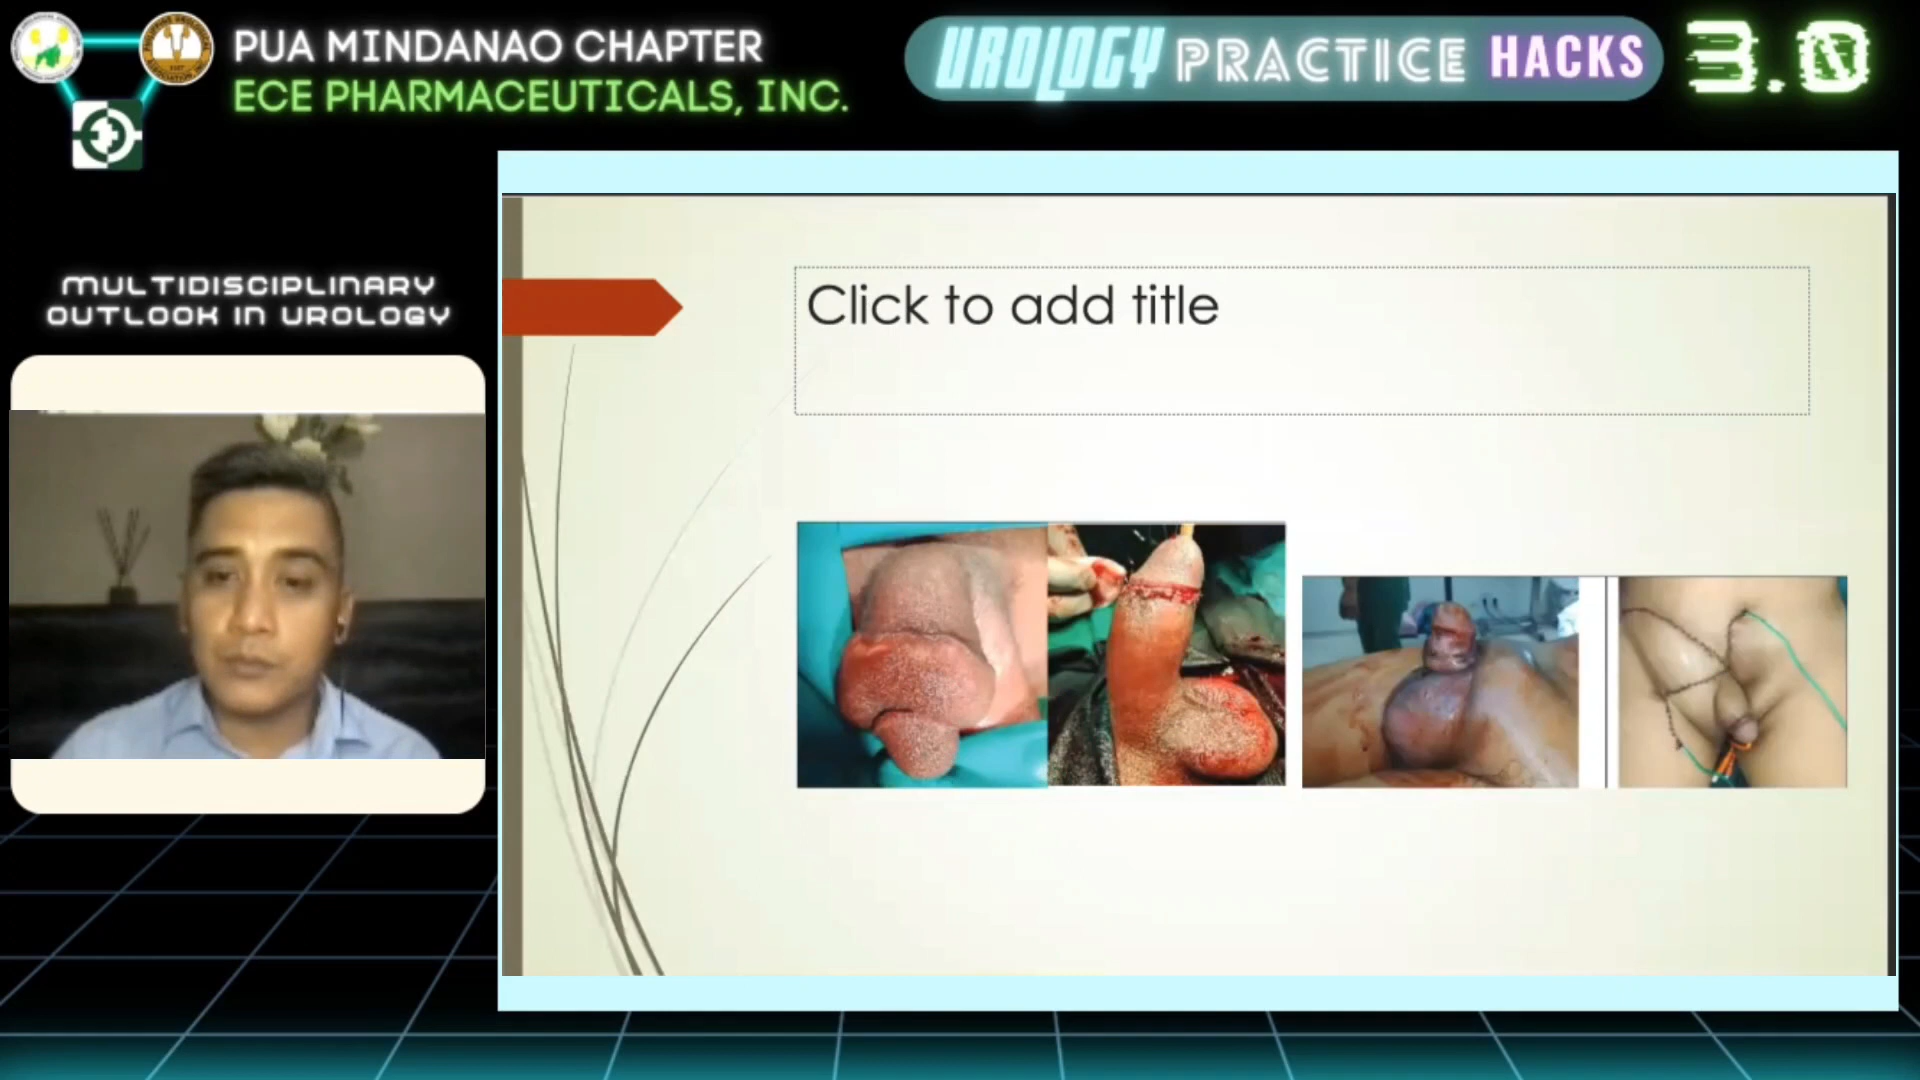 PUA MINDANAO CHAPTER
ECE PHARMACEUTICALS, INC.
UROLOGY PRACTICE HACKS 3.0
MULTIDISCIPLINARY
OUTLOOK IN UROLOGY
Click to add title